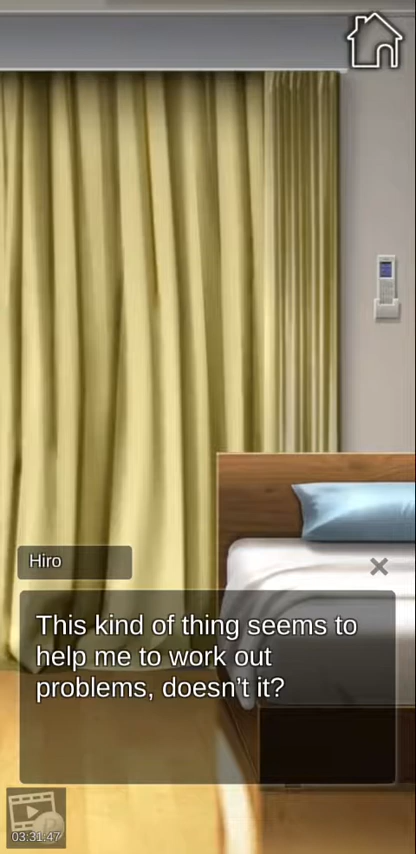 Hiro
This kind of thing seems to
help me to work out
problems, doesn't it?
03:31:47